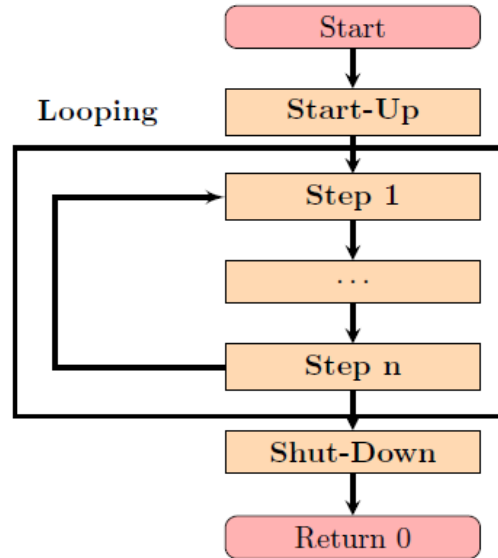 Start
Looping
Start-Up
Step 1
...
Step n
Shut-Down
Return 0